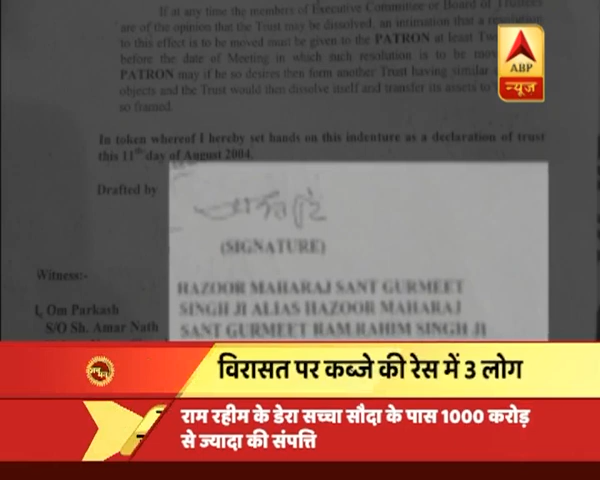 If at any time the members of Executive Committee or Board of Trustees
are of the opinion that the Trust may be dissolved, an intimation that a
to this effect is to be moved must be given to the PATRON at least
before the date of Meeting in which such resolution is to be
PATRON may if he so desires then form another Trust having similar
objects and the Trust would then dissolve itself and transfer its assets to
so framed.
In token whereof I hereby set hands on this indenture as a declaration of trust
this 11th day of August 2004.
Drafted by
(SIGNATURE)
Witness:-
HAZOOR MAHARAJ SANT GURMEET
SINGH JI ALIAS HAZOOR MAHARAJ
SANT GURMEET RAM RAHIM SINGH JI
1, Om Parkash
S/O Sh. Amar Nath
ABP
न्यूज़
विरासत पर कब्जे की रेस में 3 लोग
राम रहीम के डेरा सच्चा सौदा के पास 1000 करोड़
से ज्यादा की संपत्ति